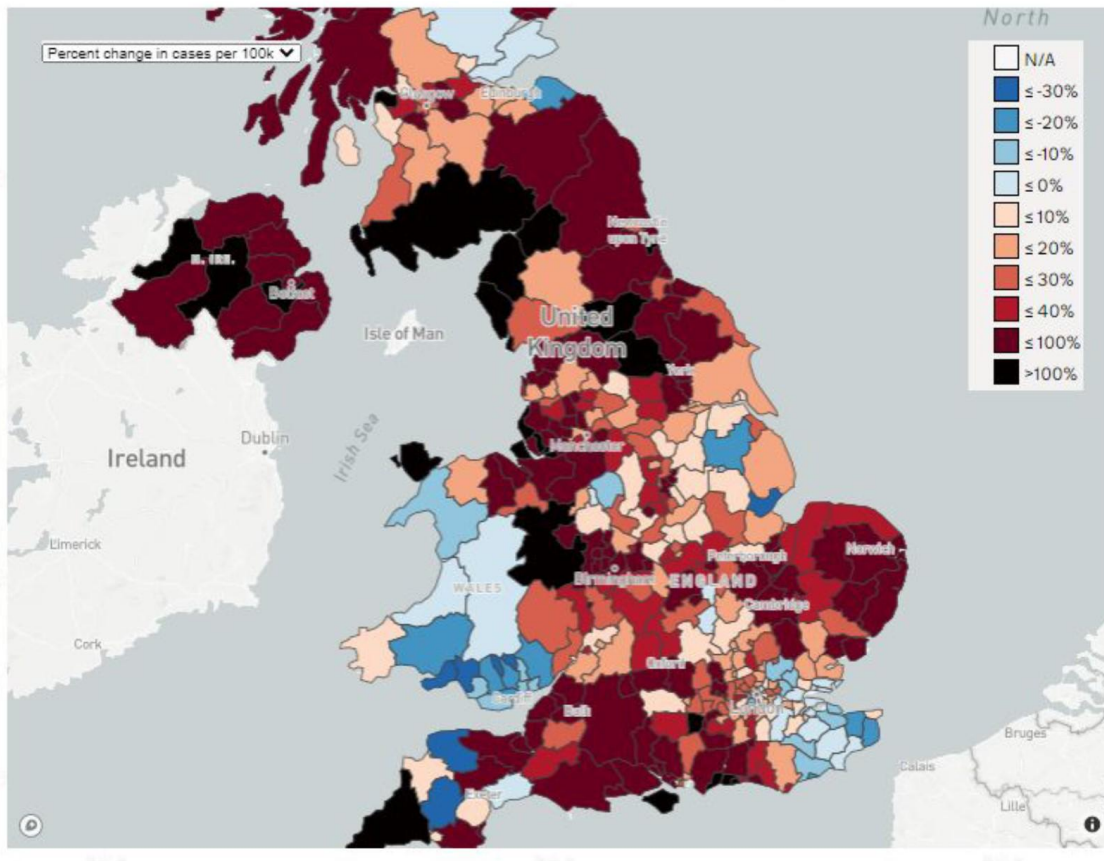 North
Percent change in cases per 100k
N/A
≤ -30%
≤ -20%
≤ -10%
≤ 0%
≤ 10%
≤ 20%
≤ 30%
≤ 40%
≤ 100%
>100%
Glasgow
Edinburgh
Newcastle
upon Tyne
N. IRE.
Belfast
Isle of Man
United
Kingdom
York
Irish Sea
Dublin
Ireland
Manchester
Limerick
Norwich
Peterborough
Birmingham
ENGLAND
WALES
Cambridge
Cork
Oxford
Cardiff
London
Bath
Bruges
Calais
Exeter
Lille